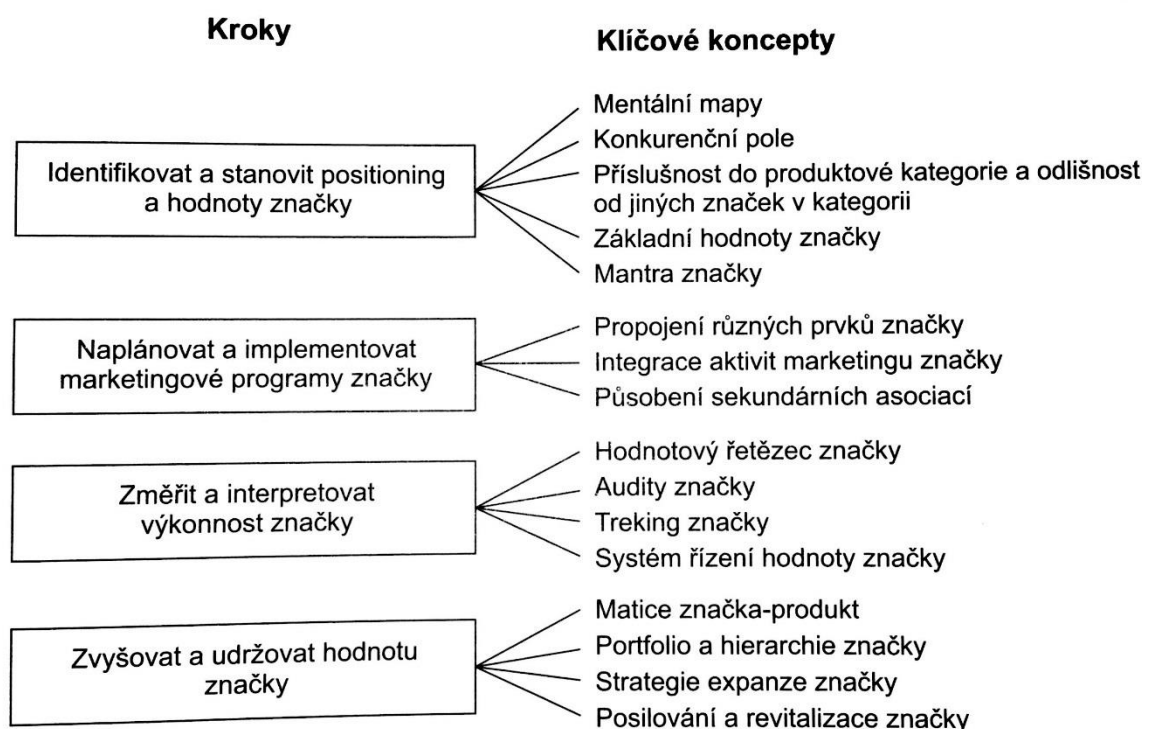 Kroky
Klíčové koncepty
Identifikovat a stanovit positioning
a hodnoty značky
Mentální mapy
Konkurenční pole
Příslušnost do produktové kategorie a odlišnost
od jiných značek v kategorii
Základní hodnoty značky
Mantra značky
Naplánovat a implementovat
marketingové programy značky
Propojení různých prvků značky
Integrace aktivit marketingu značky
Působení sekundárních asociací
Změřit a interpretovat
výkonnost značky
Hodnotový řetězec značky
Audity značky
Treking značky
Systém řízení hodnoty značky
Zvyšovat a udržovat hodnotu
značky
Matice značka-produkt
Portfolio a hierarchie značky
Strategie expanze značky
Posilování a revitalizace značky